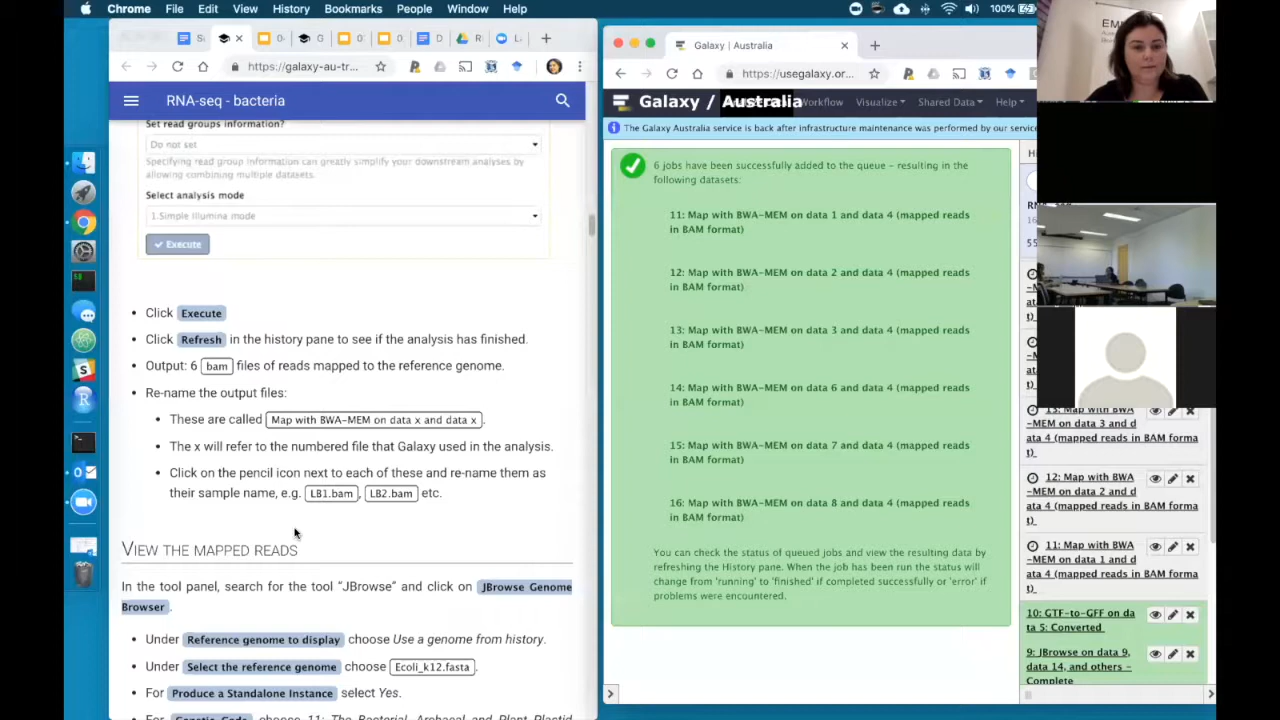 Chrome File Edit View History Bookmarks People Window Help
100%
https://galaxy-au-tr...
RNA-seq - bacteria
Set read groups information?
Do not set
Specifying read group information can greatly simplify your downstream analyses by
allowing combining multiple datasets.
Select analysis mode
1.Simple Illumina mode
Execute
Click Execute
Click Refresh in the history pane to see if the analysis has finished.
Output: 6 bam files of reads mapped to the reference genome.
Re-name the output files:
These are called Map with BWA-MEM on data x and data x.
The x will refer to the numbered file that Galaxy used in the analysis.
Click on the pencil icon next to each of these and re-name them as
their sample name, e.g. LB1.bam, LB2.bam etc.
VIEW THE MAPPED READS
In the tool panel, search for the tool "JBrowse" and click on JBrowse Genome
Browser.
Under Reference genome to display choose Use a genome from history.
Under Select the reference genome choose Ecoli_k12.fasta.
For Produce a Standalone Instance select Yes.
For Genetic Code choose 11: The Bacterial, Archaeal and Plant Plastid
Galaxy | Australia
https://usegalaxy.or...
Galaxy / Australia Workflow Visualize Shared Data Help
The Galaxy Australia service is back after infrastructure maintenance was performed by our service
6 jobs have been successfully added to the queue - resulting in the
following datasets:
11: Map with BWA-MEM on data 1 and data 4 (mapped reads
in BAM format)
12: Map with BWA-MEM on data 2 and data 4 (mapped reads
in BAM format)
13: Map with BWA-MEM on data 3 and data 4 (mapped reads
in BAM format)
14: Map with BWA-MEM on data 6 and data 4 (mapped reads
in BAM format)
15: Map with BWA-MEM on data 7 and data 4 (mapped reads
in BAM format)
16: Map with BWA-MEM on data 8 and data 4 (mapped reads
in BAM format)
You can check the status of queued jobs and view the resulting data by
refreshing the History pane. When the job has been run the status will
change from 'running' to 'finished' if completed successfully or 'error' if
problems were encountered.
13: Map with BWA
-MEM on data 3 and d
ata 4 (mapped reads in BAM forma
t)
12: Map with BWA
-MEM on data 2 and d
ata 4 (mapped reads in BAM forma
t)
11: Map with BWA
-MEM on data 1 and d
ata 4 (mapped reads in BAM forma
t)
10: GTF-to-GFF on da
ta 5: Converted
9: JBrowse on data 9,
data 14, and others -
Complete